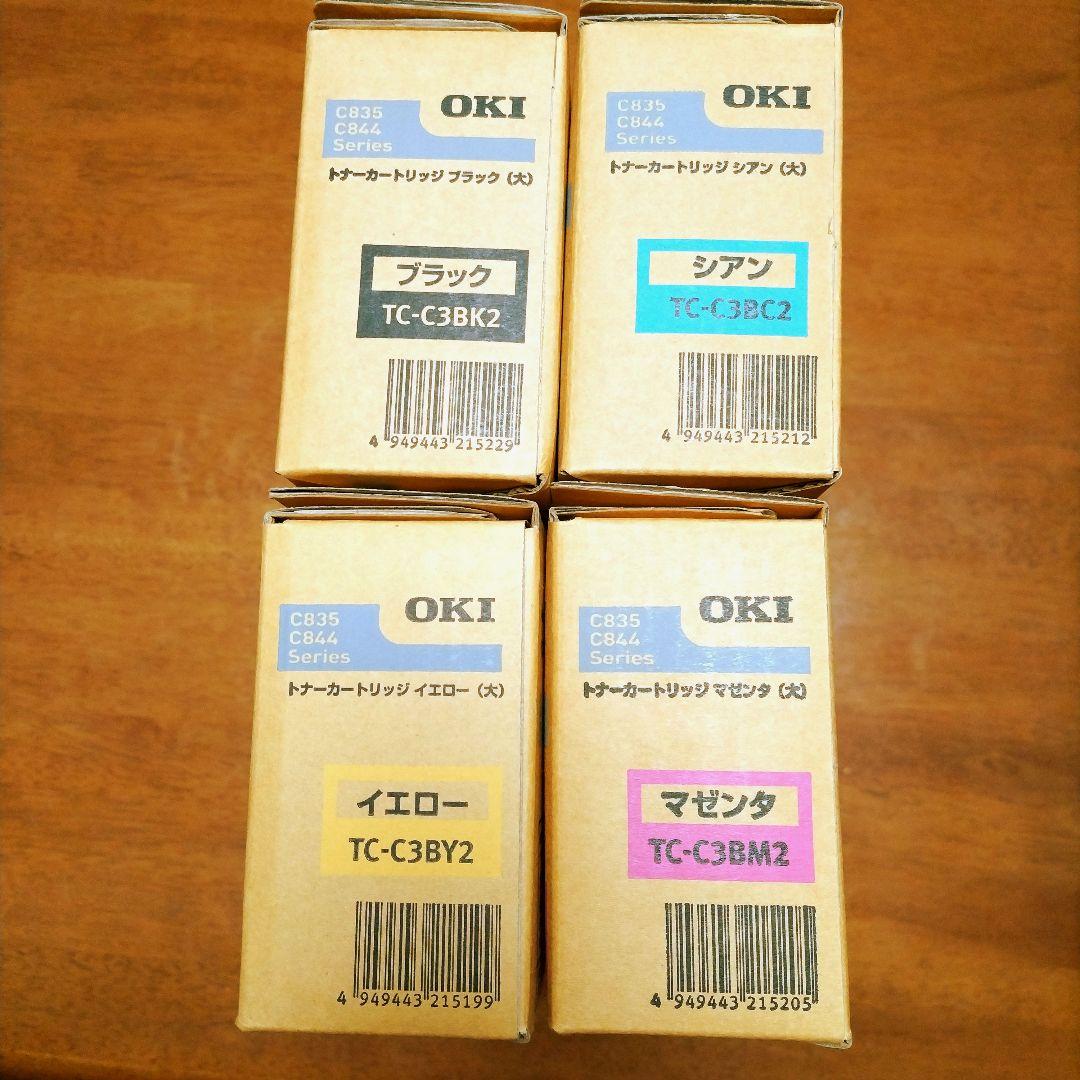 C835
C844
Series
OKI
トナーカートリッジ ブラック（大）
ブラック
TC-C3BK2
4 949443 215229
C835
C844
Series
OKI
トナーカートリッジ シアン（大）
シアン
TC-C3BC2
4 949443 215212
C835
C844
Series
OKI
トナーカートリッジ イエロー（大）
イエロー
TC-C3BY2
4 949443 215199
C835
C844
Series
OKI
トナーカートリッジ マゼンタ（大）
マゼンタ
TC-C3BM2
4 949443 215205